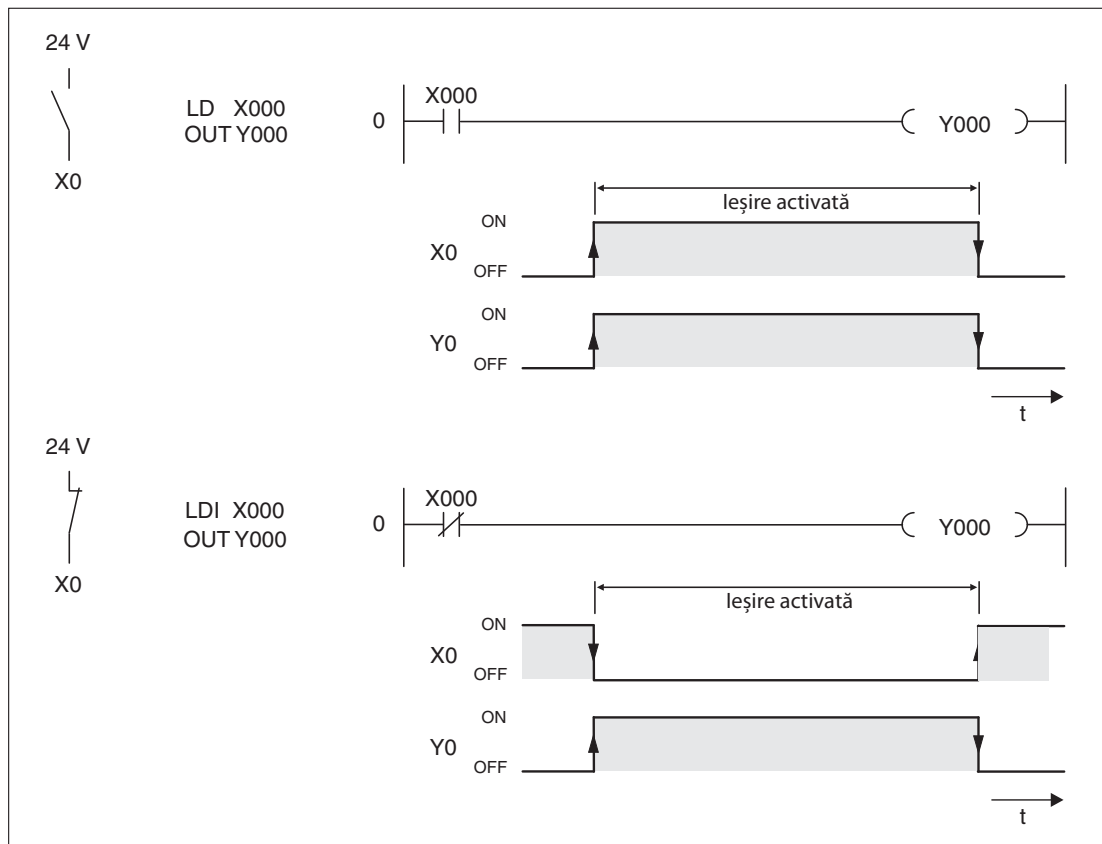 24 V
X0
LD X000
OUT Y000
0
X000
Y000
Ieșire activată
X0
ON
OFF
Y0
ON
OFF
t
24 V
X0
LDI X000
OUT Y000
0
X000
Y000
Ieșire activată
X0
ON
OFF
Y0
ON
OFF
t